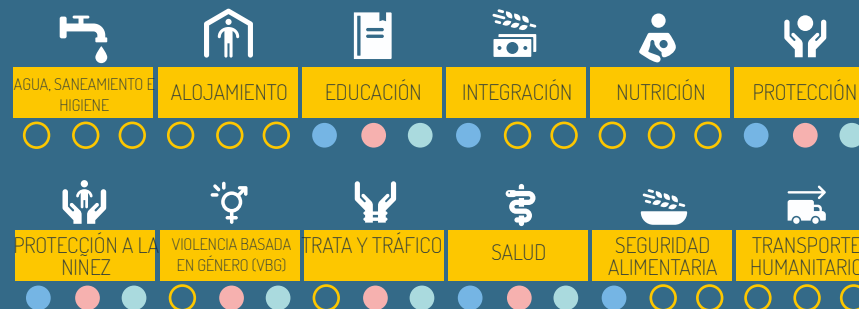 AGUA, SANEAMIENTO E
HIGIENE
ALOJAMIENTO
EDUCACIÓN
INTEGRACIÓN
NUTRICIÓN
PROTECCIÓN
PROTECCIÓN A LA
NIÑEZ
VIOLENCIA BASADA
EN GÉNERO (VBG)
TRATA Y TRÁFICO
SALUD
SEGURIDAD
ALIMENTARIA
TRANSPORTE
HUMANITARIO